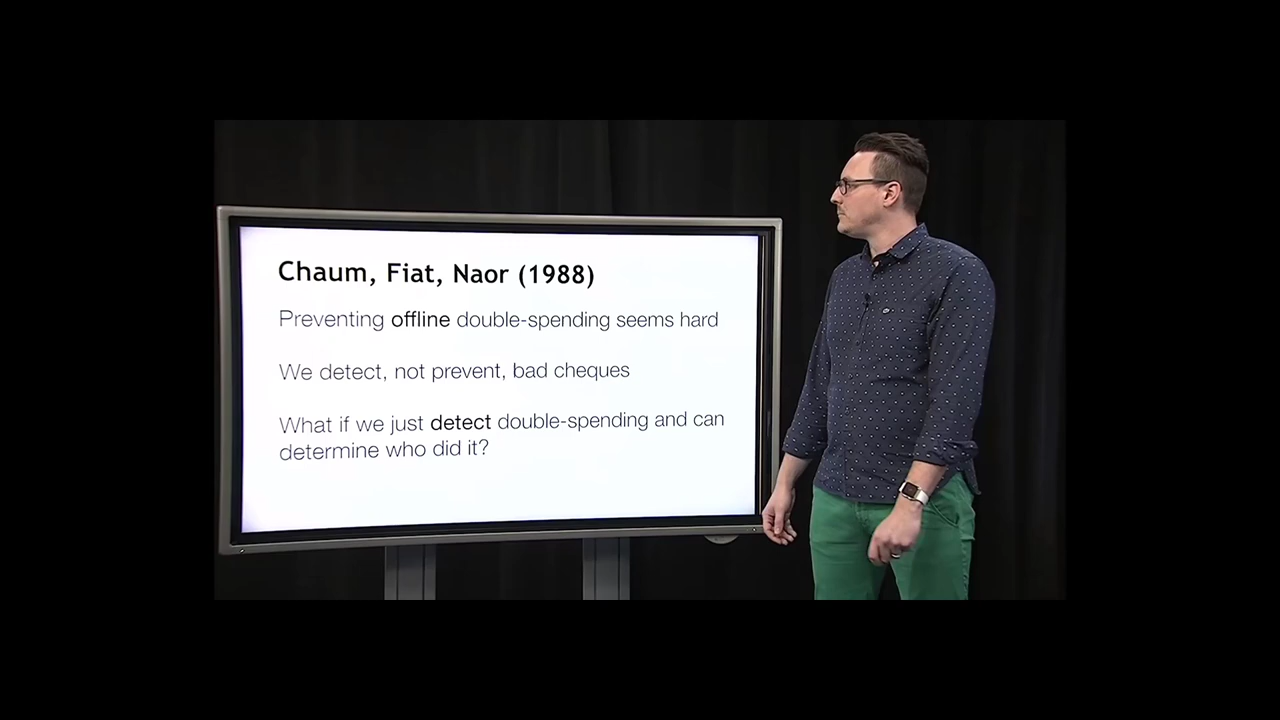 Chaum, Fiat, Naor (1988)
Preventing offline double-spending seems hard
We detect, not prevent, bad cheques
What if we just detect double-spending and can
determine who did it?